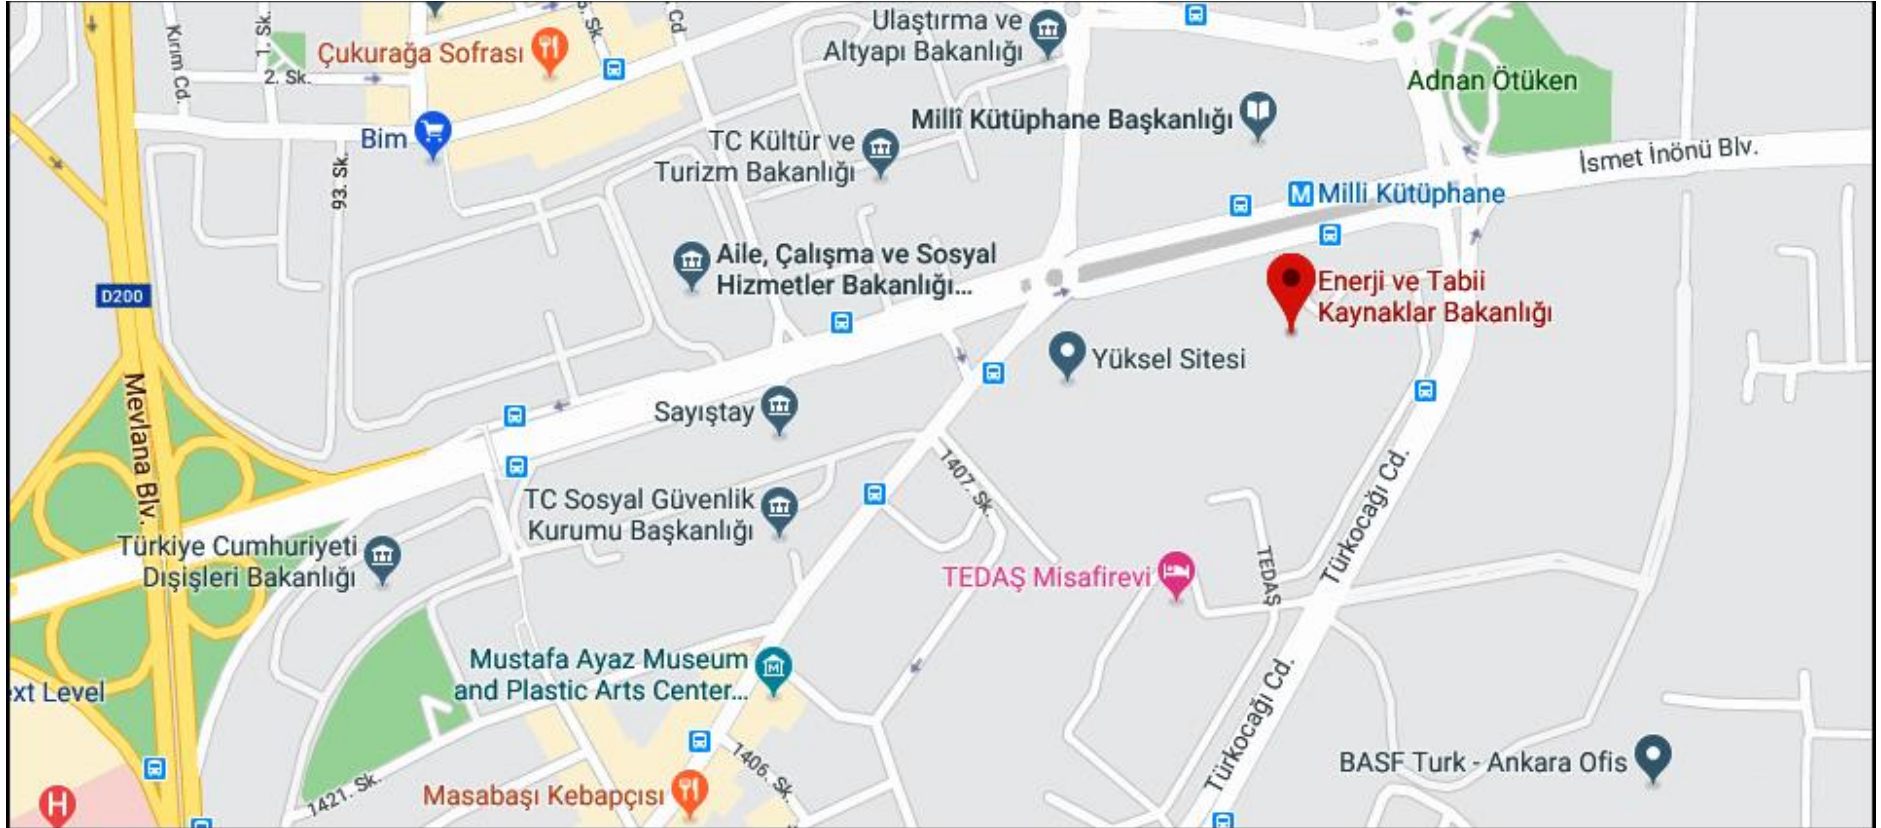 Kırım Cd.
1. Sk.
2. Sk.
Çukurağa Sofrası
Sk.
Cd
Ulaştırma ve
Altyapı Bakanlığı
Adnan Ötüken
Bim
93. Sk.
TC Kültür ve
Turizm Bakanlığı
Millî Kütüphane Başkanlığı
İsmet İnönü Blv.
M Milli Kütüphane
Aile, Çalışma ve Sosyal
Hizmetler Bakanlığı...
D200
Enerji ve Tabii
Kaynaklar Bakanlığı
Yüksel Sitesi
Mevlana Blv.
Sayıştay
1407. Sk.
TC Sosyal Güvenlik
Kurumu Başkanlığı
Türkocağı Cd.
Türkiye Cumhuriyeti
Dışişleri Bakanlığı
TEDAŞ Misafirevi
TEDAŞ
Mustafa Ayaz Museum
and Plastic Arts Center...
ext Level
Türkocağı Cd.
1406. Sk.
BASF Turk - Ankara Ofis
Masabaşı Kebapçısı
1421. Sk.
H